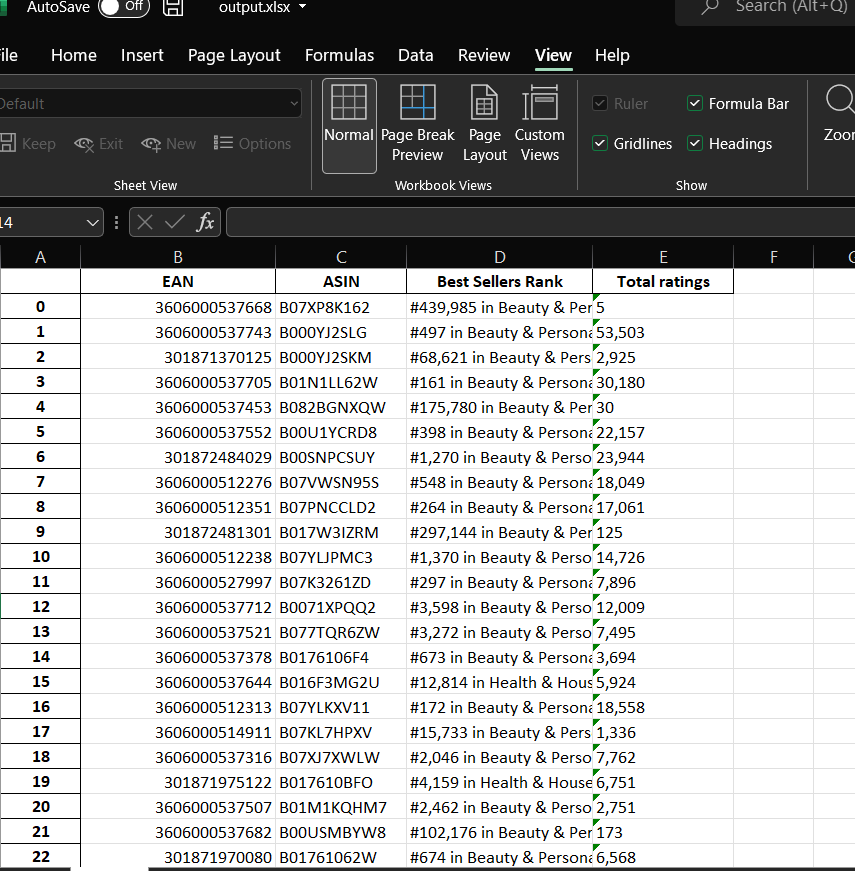 AutoSave Off output.xlsx Search (Alt+Q)
ile Home Insert Page Layout Formulas Data Review View Help
Default
Keep Exit New Options
Sheet View
Normal Page Break Preview Page Layout Custom Views
Workbook Views
Ruler Formula Bar
Gridlines Headings
Show
Zoor
14 fx
A B C D E F
EAN ASIN Best Sellers Rank Total ratings
0 3606000537668 B07XP8K162 #439,985 in Beauty & Per 5
1 3606000537743 B000YJ2SLG #497 in Beauty & Persona 53,503
2 301871370125 B000YJ2SKM #68,621 in Beauty & Pers 2,925
3 3606000537705 B01N1LL62W #161 in Beauty & Persona 30,180
4 3606000537453 B082BGNXQW #175,780 in Beauty & Per 30
5 3606000537552 B00U1YCRD8 #398 in Beauty & Persona 22,157
6 301872484029 B00SNPCSUY #1,270 in Beauty & Perso 23,944
7 3606000512276 B07VWSN95S #548 in Beauty & Persona 18,049
8 3606000512351 B07PNCCLD2 #264 in Beauty & Persona 17,061
9 301872481301 B017W3IZRM #297,144 in Beauty & Per 125
10 3606000512238 B07YLJPMC3 #1,370 in Beauty & Perso 14,726
11 3606000527997 B07K3261ZD #297 in Beauty & Persona 7,896
12 3606000537712 B0071XPQQ2 #3,598 in Beauty & Perso 12,009
13 3606000537521 B077TQR6ZW #3,272 in Beauty & Perso 7,495
14 3606000537378 B0176106F4 #673 in Beauty & Persona 3,694
15 3606000537644 B016F3MG2U #12,814 in Health & Hous 5,924
16 3606000512313 B07YLKXV11 #172 in Beauty & Persona 18,558
17 3606000514911 B07KL7HPXV #15,733 in Beauty & Pers 1,336
18 3606000537316 B07XJ7XWLW #2,046 in Beauty & Perso 7,762
19 301871975122 B017610BFO #4,159 in Health & House 6,751
20 3606000537507 B01M1KQHM7 #2,462 in Beauty & Perso 2,751
21 3606000537682 B00USMBYW8 #102,176 in Beauty & Per 173
22 301871970080 B01761062W #674 in Beauty & Persona 6,568